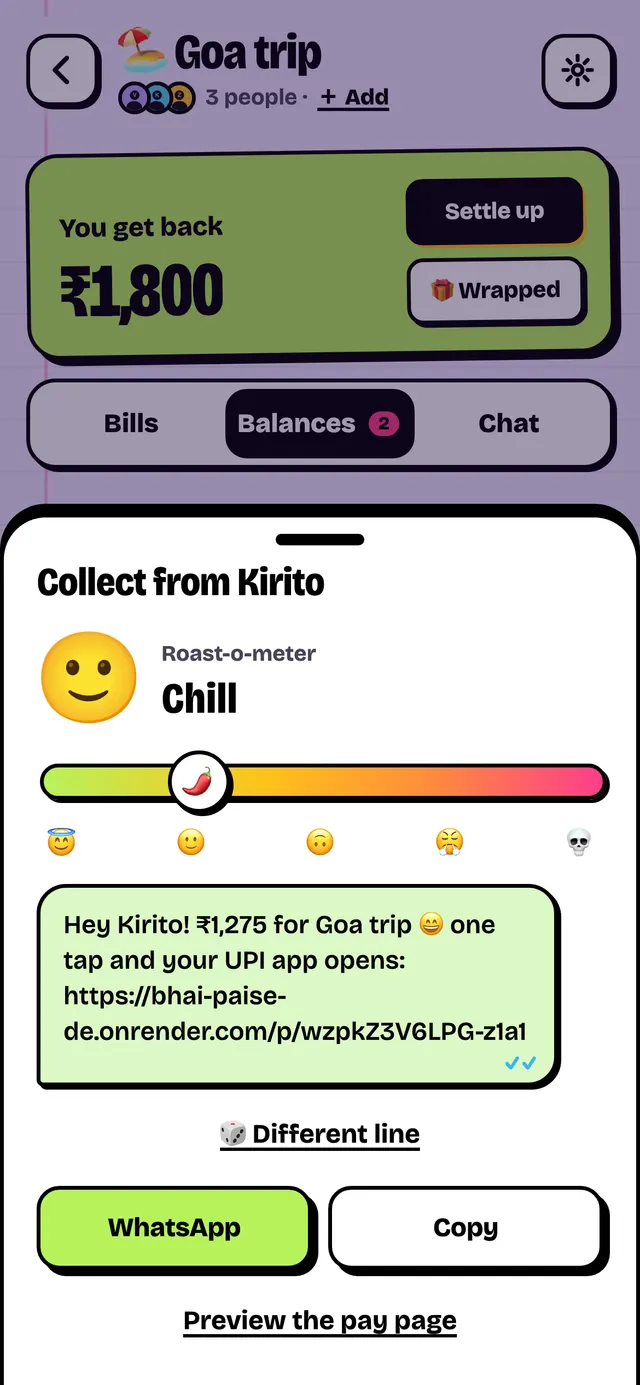 Goa trip
3 people · + Add
You get back
₹1,800
Settle up
Wrapped
Bills
Balances 2
Chat
Collect from Kirito
Roast-o-meter
Chill
Hey Kirito! ₹1,275 for Goa trip 😄 one
tap and your UPI app opens:
https://bhai-paise-
de.onrender.com/p/wzpkZ3V6LPG-z1a1
Different line
WhatsApp
Copy
Preview the pay page